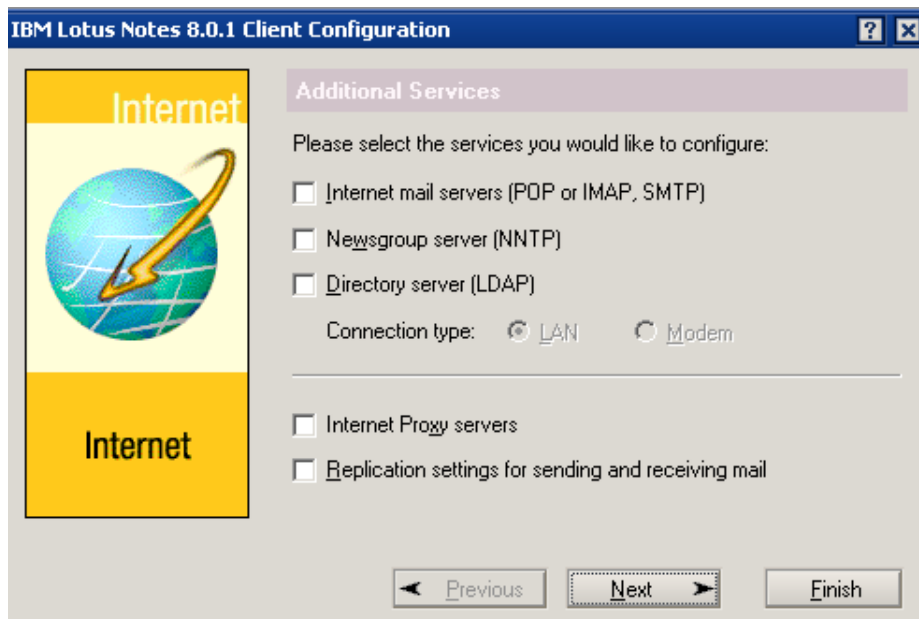 IBM Lotus Notes 8.0.1 Client Configuration
Internet
Internet
Additional Services
Please select the services you would like to configure:
Internet mail servers (POP or IMAP, SMTP)
Newsgroup server (NNTP)
Directory server (LDAP)
Connection type: LAN Modem
Internet Proxy servers
Replication settings for sending and receiving mail
Previous Next Finish